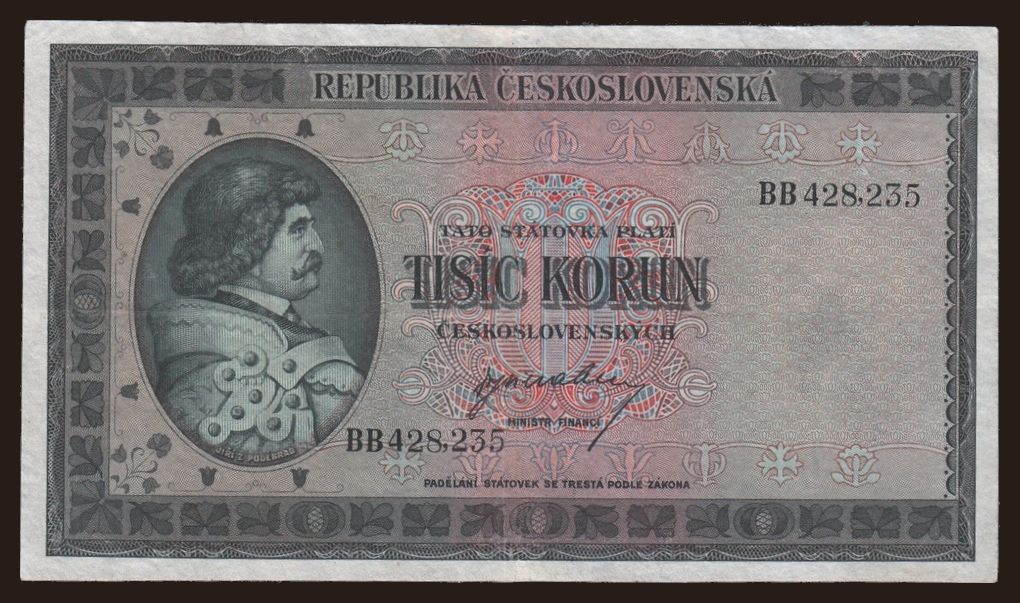 REPUBLIKA ČESKOSLOVENSKÁ
BB 428,235
TATO STÁTOVKA PLATÍ
TISÍC KORUN
ČESKOSLOVENSKÝCH
MINISTR FINANCÍ
BB 428,235
JIŘÍ Z PODĚBRAD
PADĚLÁNÍ STÁTOVEK SE TRESTÁ PODLE ZÁKONA